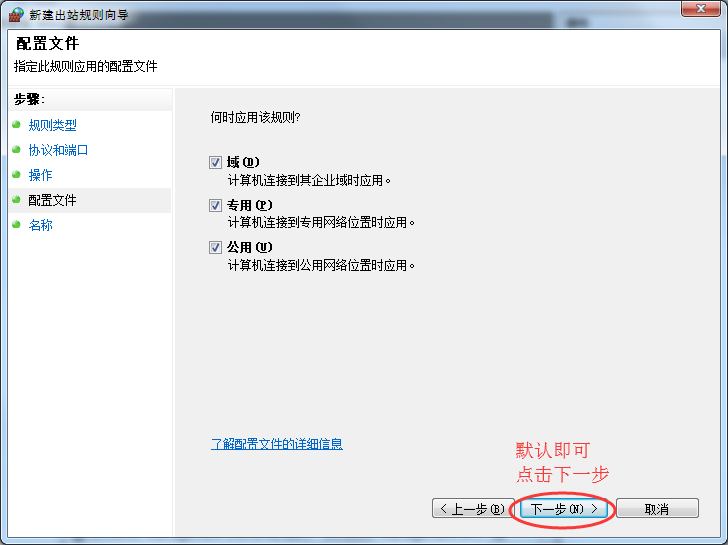 新建出站规则向导
配置文件
指定此规则应用的配置文件
步骤:
规则类型
协议和端口
操作
配置文件
名称
何时应用该规则?
域(D)
计算机连接到其企业域时应用。
专用(P)
计算机连接到专用网络位置时应用。
公用(U)
计算机连接到公用网络位置时应用。
了解配置文件的详细信息
默认即可
点击下一步
< 上一步(B)
下一步(N) >
取消